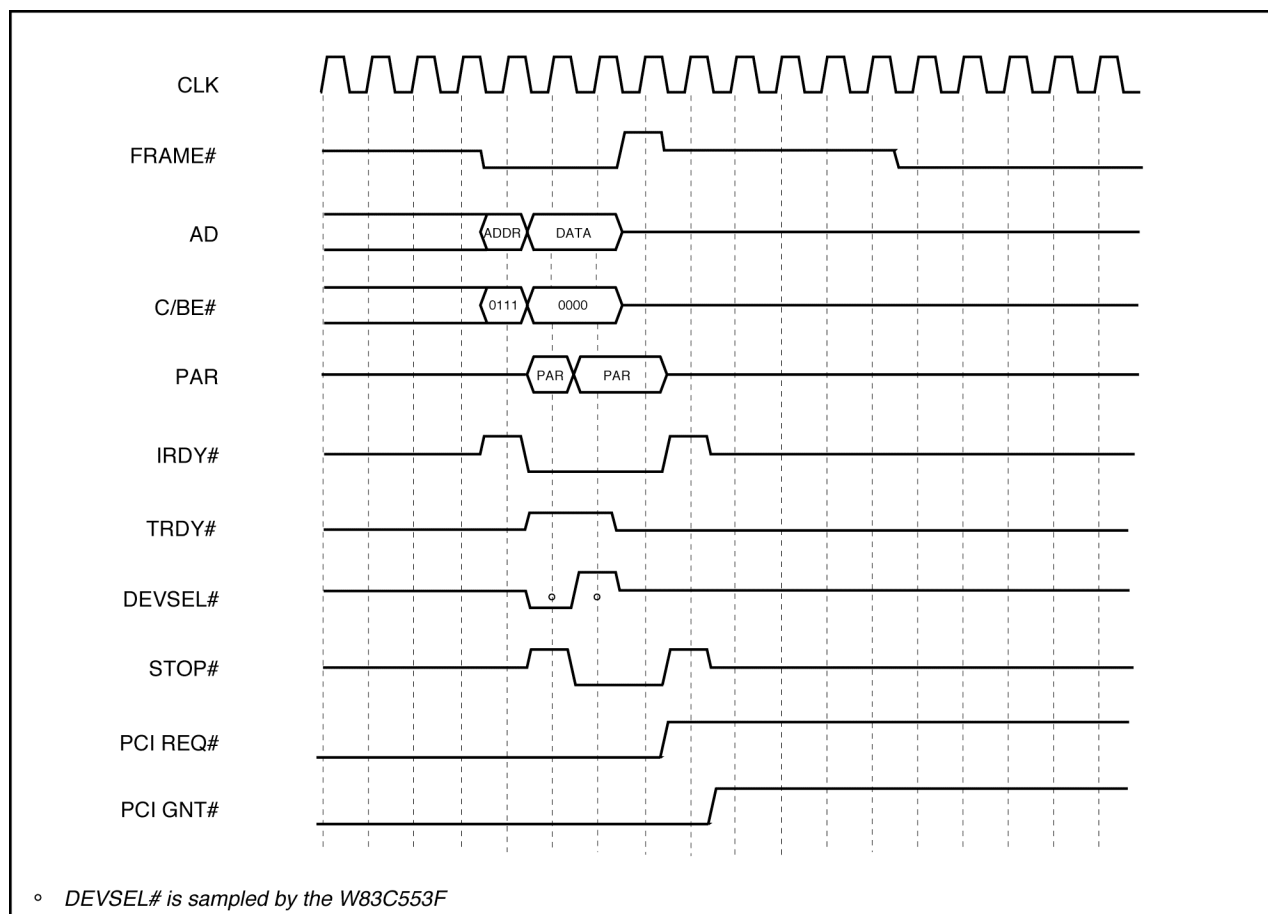 CLK
FRAME#
AD
ADDR DATA
C/BE#
0111 0000
PAR
PAR PAR
IRDY#
TRDY#
DEVSEL#
STOP#
PCI REQ#
PCI GNT#
° DEVSEL# is sampled by the W83C553F